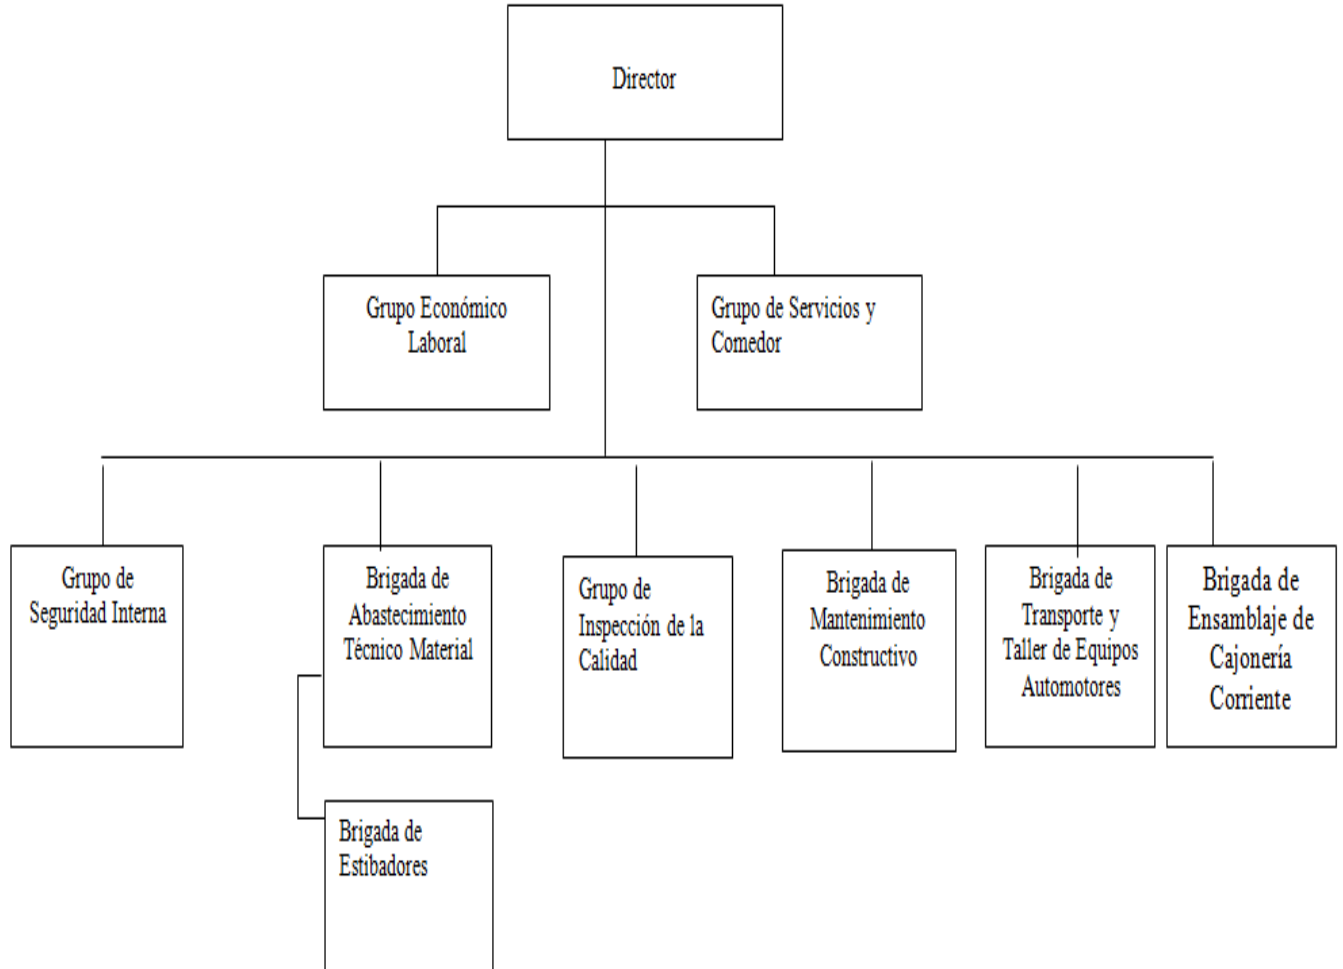 Director
Grupo Económico
Laboral
Grupo de Servicios y
Comedor
Grupo de
Seguridad Interna
Brigada de
Abastecimiento
Técnico Material
Grupo de
Inspección de la
Calidad
Brigada de
Mantenimiento
Constructivo
Brigada de
Transporte y
Taller de Equipos
Automotores
Brigada de
Ensamblaje de
Cajonería
Corriente
Brigada de
Estibadores